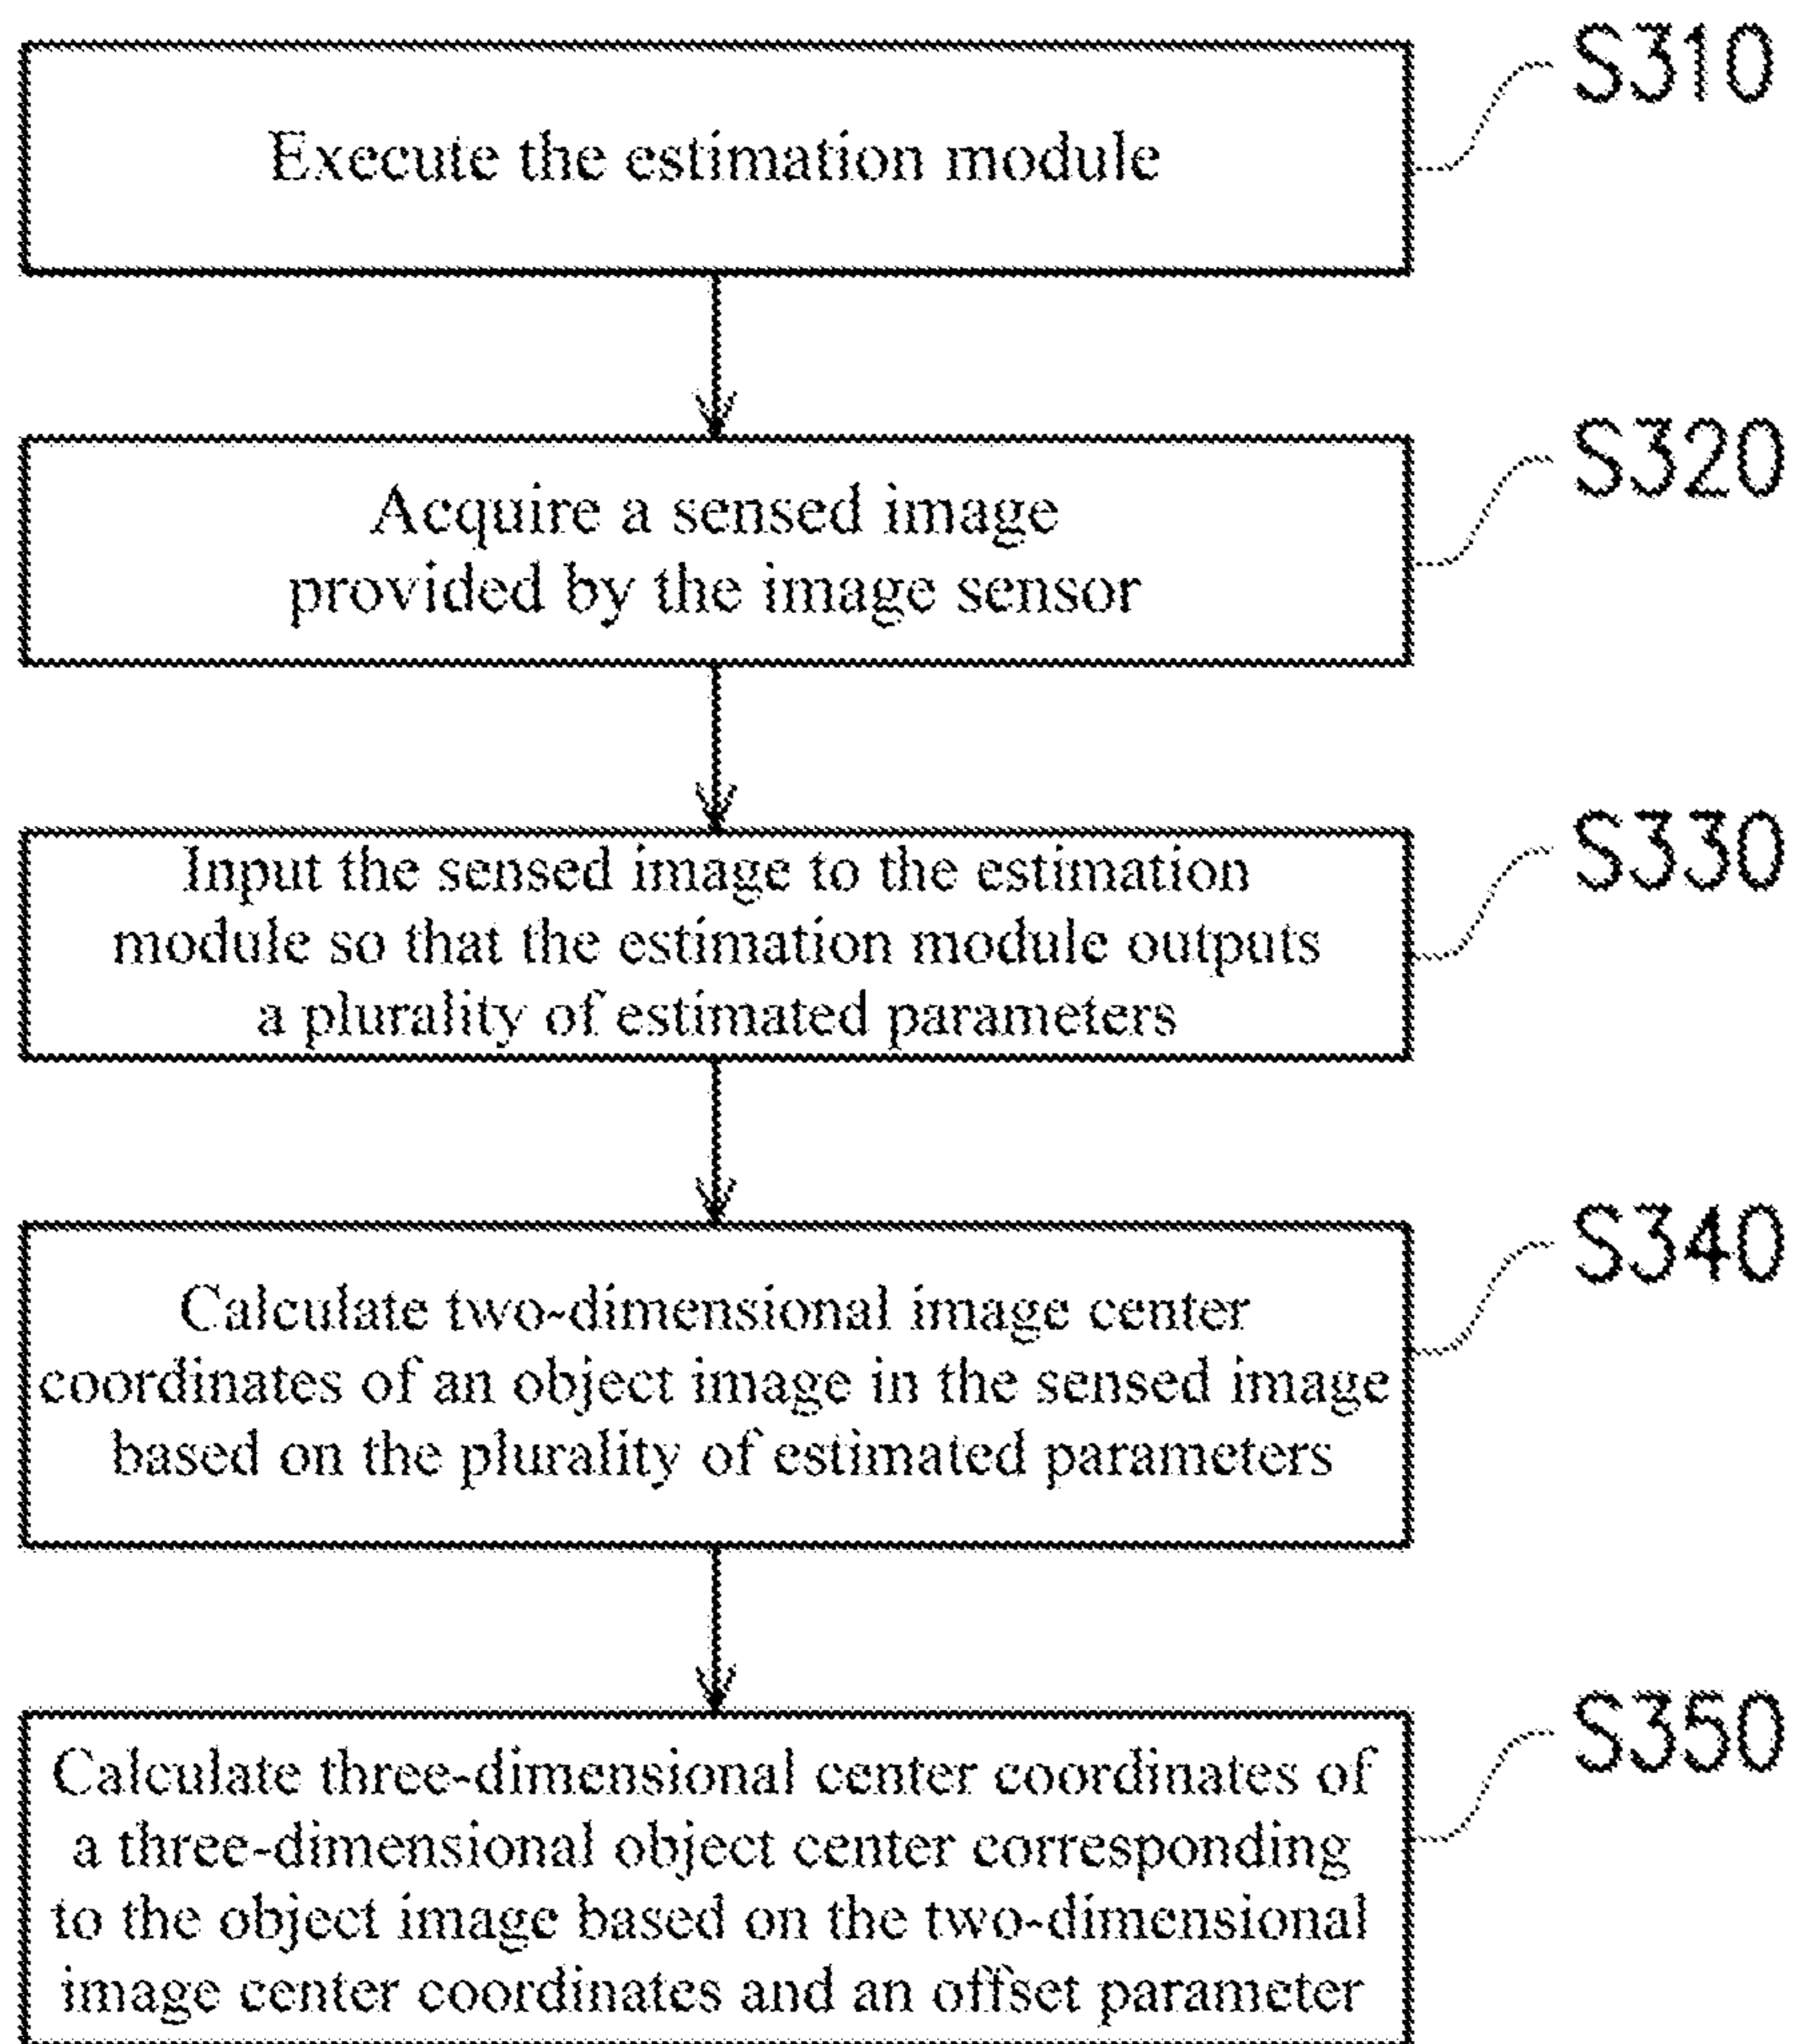 S310
Execute the estimation module
S320
Acquire a sensed image
provided by the image sensor
S330
Input the sensed image to the estimation
module so that the estimation module outputs
a plurality of estimated parameters
S340
Calculate two-dimensional image center
coordinates of an object image in the sensed image
based on the plurality of estimated parameters
S350
Calculate three-dimensional center coordinates of
a three-dimensional object center corresponding
to the object image based on the two-dimensional
image center coordinates and an offset parameter